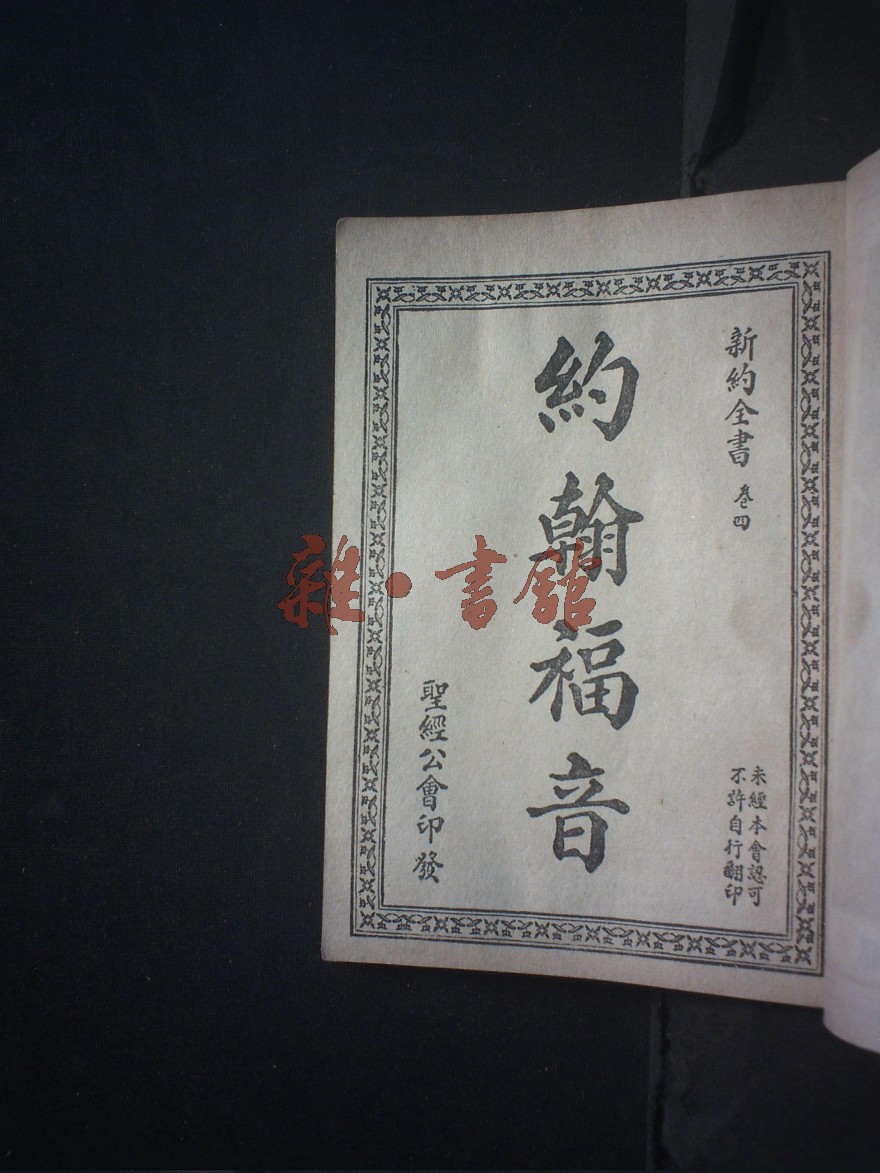 新約全書 卷四
未經本會認可
不許自行翻印
約翰福音
聖經公會印發
雜·書館